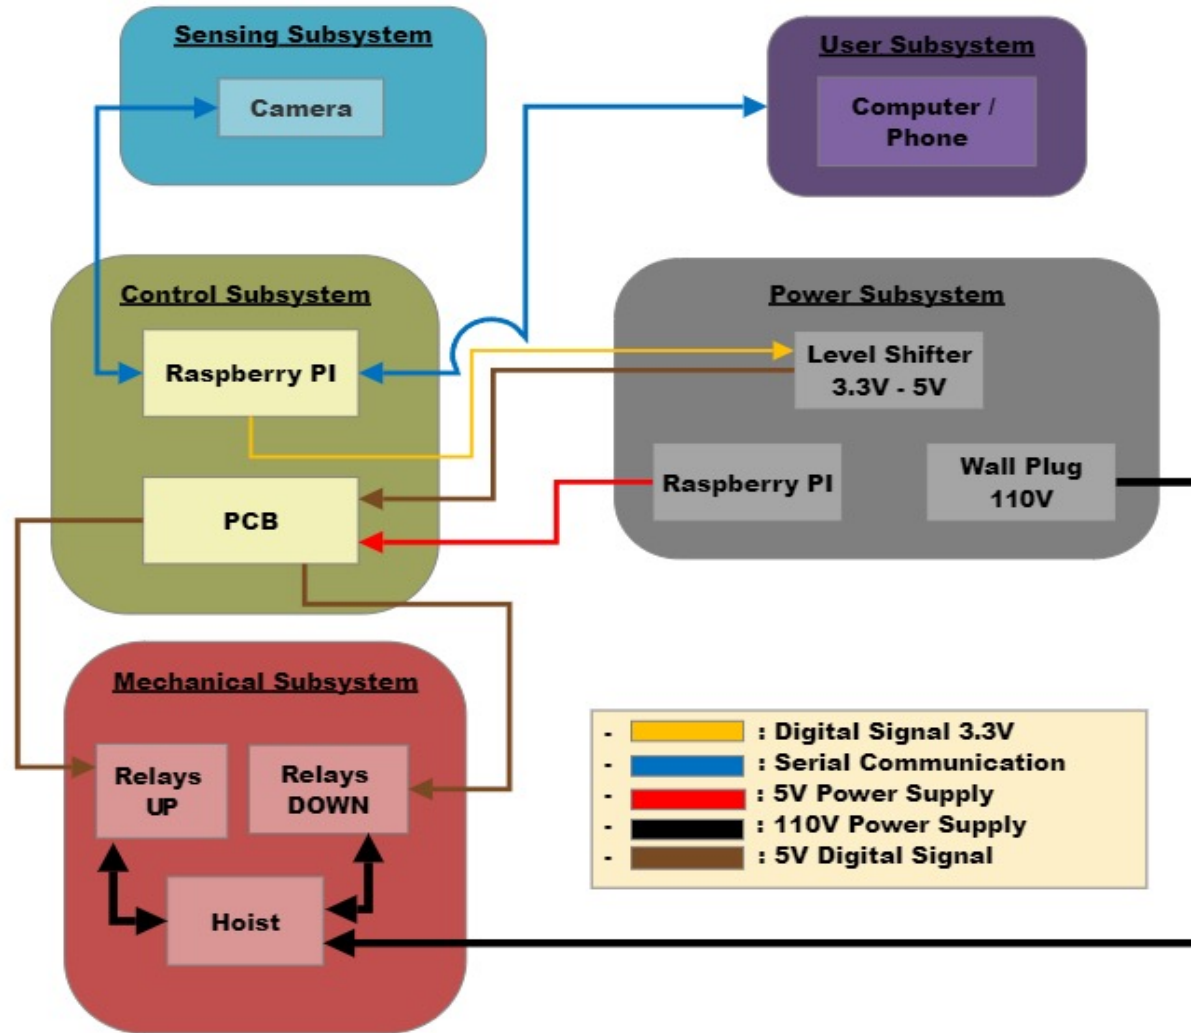 Sensing Subsystem
Camera
User Subsystem
Computer /
Phone
Control Subsystem
Raspberry PI
PCB
Power Subsystem
Level Shifter
3.3V - 5V
Raspberry PI
Wall Plug
110V
Mechanical Subsystem
Relays
UP
Relays
DOWN
Hoist
- : Digital Signal 3.3V
- : Serial Communication
- : 5V Power Supply
- : 110V Power Supply
- : 5V Digital Signal